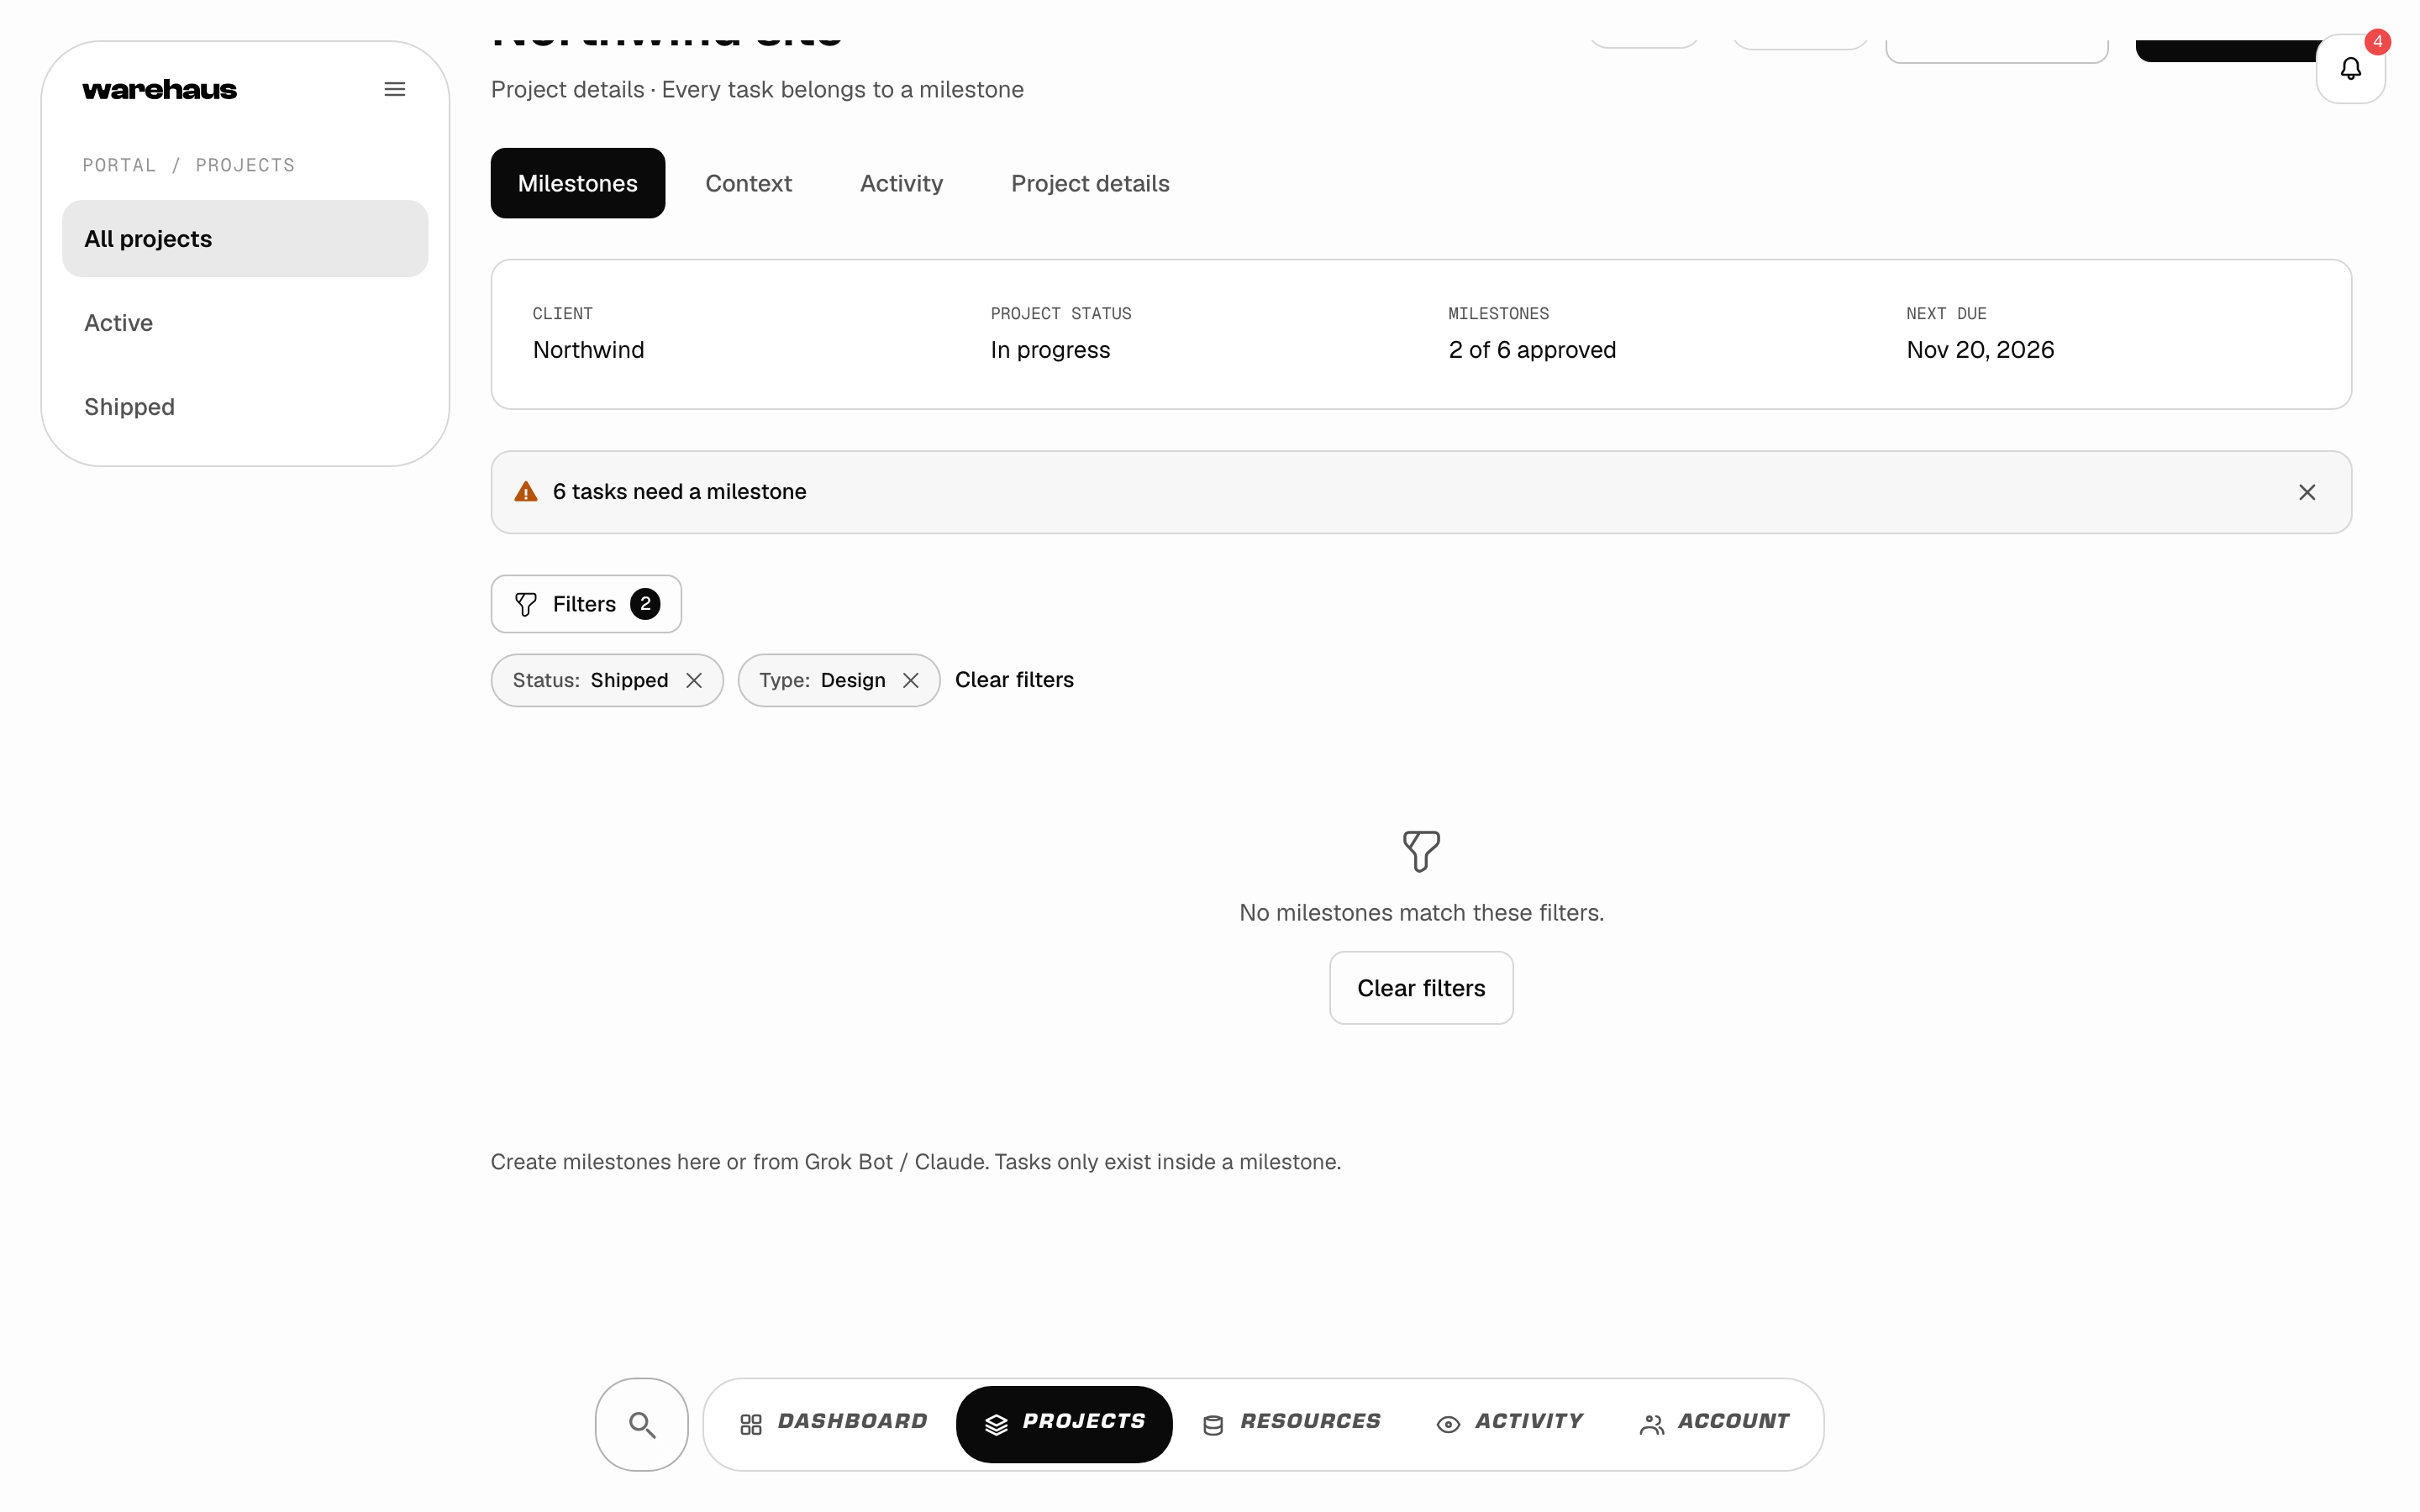 Northwind site
4
warehaus
Project details · Every task belongs to a milestone
PORTAL / PROJECTS
All projects
Active
Shipped
Milestones
Context
Activity
Project details
CLIENT
Northwind
PROJECT STATUS
In progress
MILESTONES
2 of 6 approved
NEXT DUE
Nov 20, 2026
6 tasks need a milestone
Filters 2
Status: Shipped
Type: Design
Clear filters
No milestones match these filters.
Clear filters
Create milestones here or from Grok Bot / Claude. Tasks only exist inside a milestone.
DASHBOARD
PROJECTS
RESOURCES
ACTIVITY
ACCOUNT